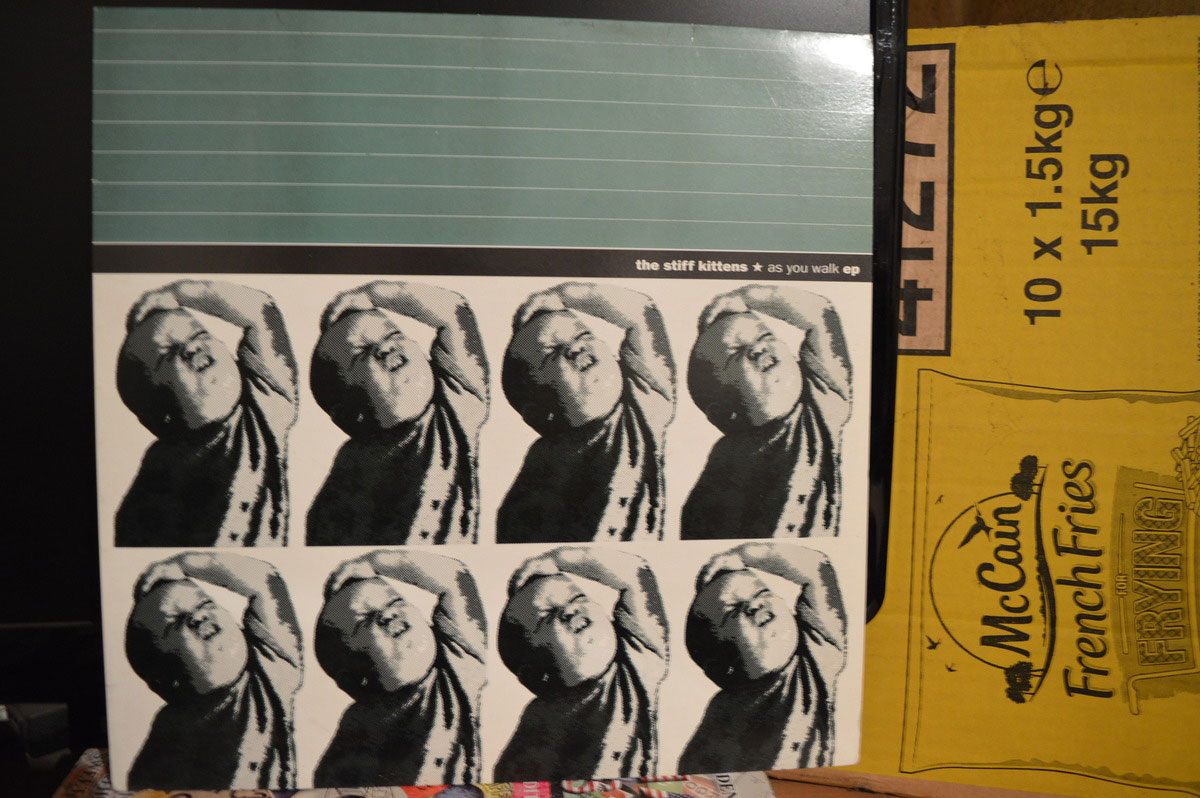 the stiff kittens ★ as you walk ep
10 x 1.5kg℮
15kg
McCain
French Fries
FOR
FRYING